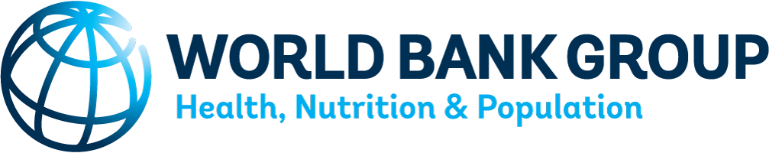 WORLD BANK GROUP
Health, Nutrition & Population